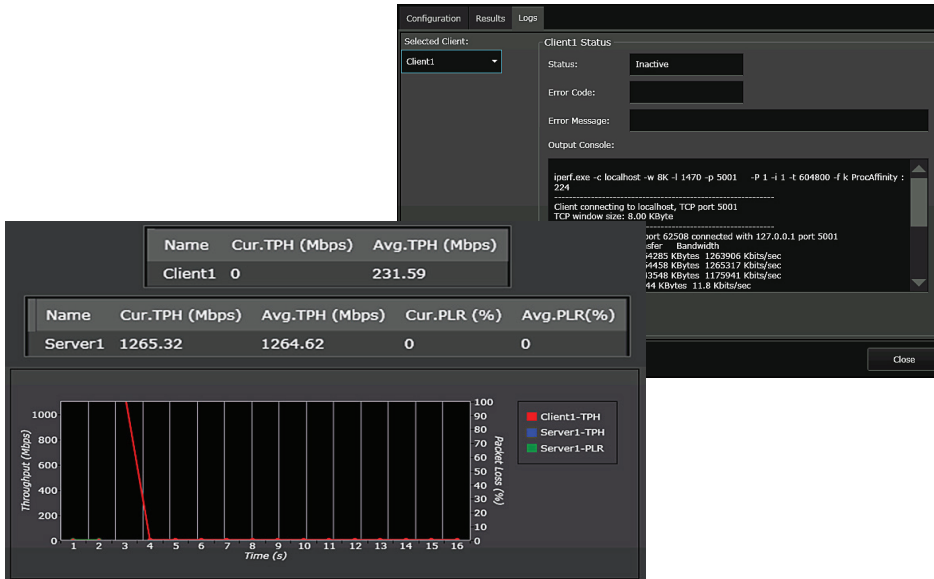 Configuration Results Logs
Selected Client:
Client1
Client1 Status
Status: Inactive
Error Code:
Error Message:
Output Console:
iperf.exe -c localhost -w 8K -l 1470 -p 5001 -P 1 -i 1 -t 604800 -f k ProcAffinity :
224
------------------------------------------------------------
Client connecting to localhost, TCP port 5001
TCP window size: 8.00 KByte
------------------------------------------------------------
port 62508 connected with 127.0.0.1 port 5001
Bandwidth
KBytes 1263906 Kbits/sec
KBytes 1265317 Kbits/sec
KBytes 1175941 Kbits/sec
44 KBytes 11.8 Kbits/sec
Close
Name Cur.TPH (Mbps) Avg.TPH (Mbps)
Client1 0 231.59
Name Cur.TPH (Mbps) Avg.TPH (Mbps) Cur.PLR (%) Avg.PLR(%)
Server1 1265.32 1264.62 0 0
Throughput (Mbps)
1000
800
600
400
200
0
1 2 3 4 5 6 7 8 9 10 11 12 13 14 15 16
Time (s)
100
90
80
70
60
50
40
30
20
10
0
Packet Loss (%)
Client1-TPH
Server1-TPH
Server1-PLR